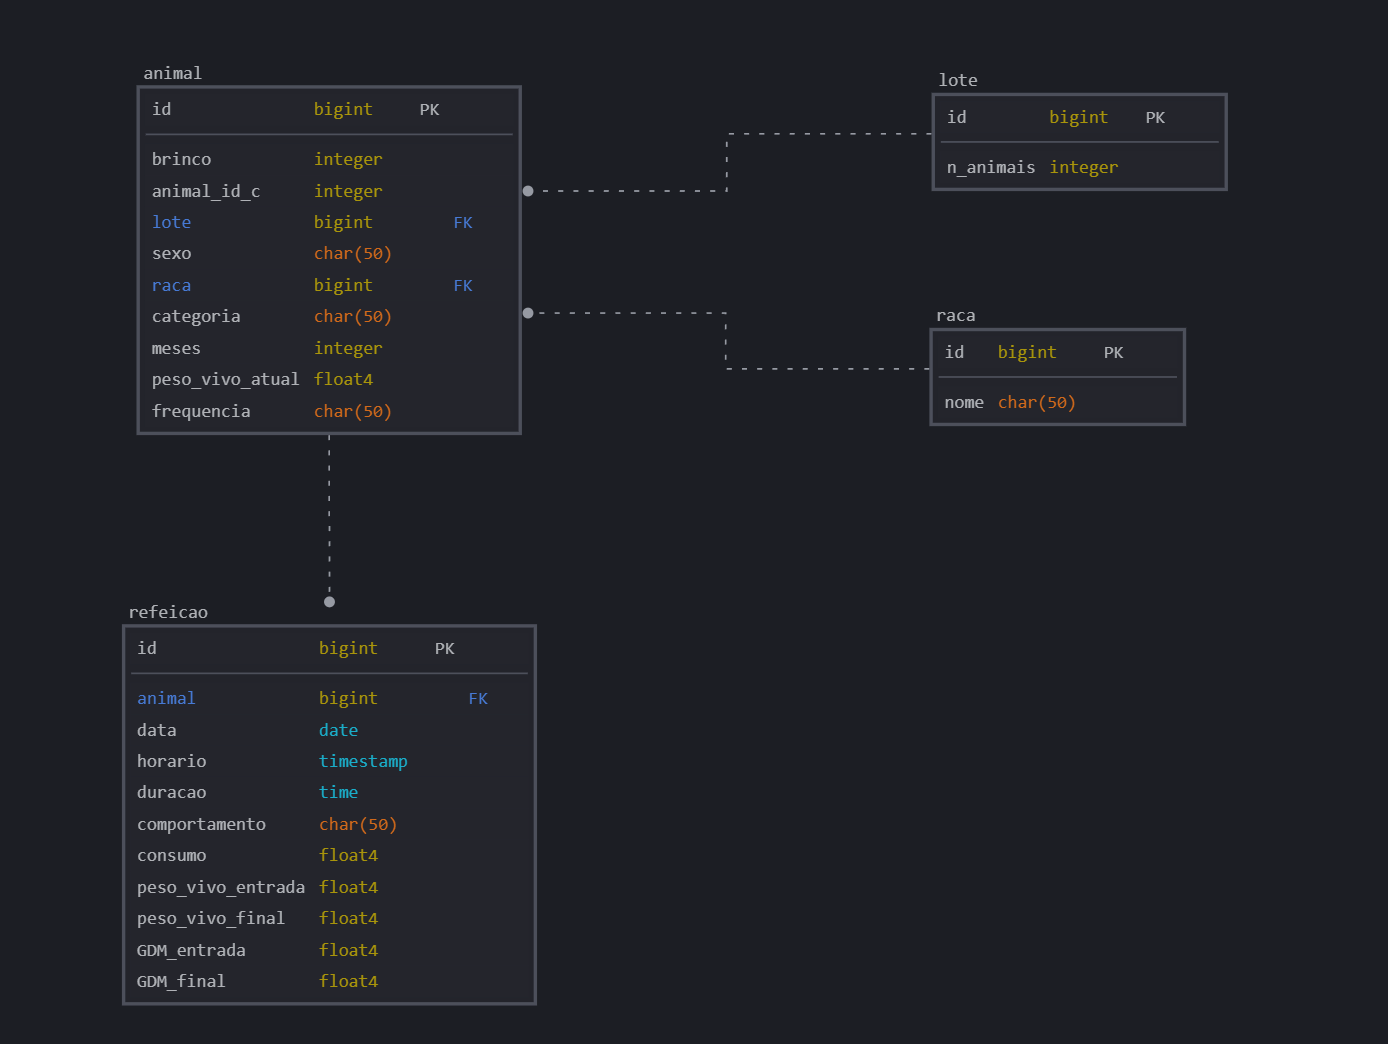 animal
id bigint PK
brinco integer
animal_id_c integer
lote bigint FK
sexo char(50)
raca bigint FK
categoria char(50)
meses integer
peso_vivo_atual float4
frequencia char(50)
lote
id bigint PK
n_animais integer
raca
id bigint PK
nome char(50)
refeicao
id bigint PK
animal bigint FK
data date
horario timestamp
duracao time
comportamento char(50)
consumo float4
peso_vivo_entrada float4
peso_vivo_final float4
GDM_entrada float4
GDM_final float4